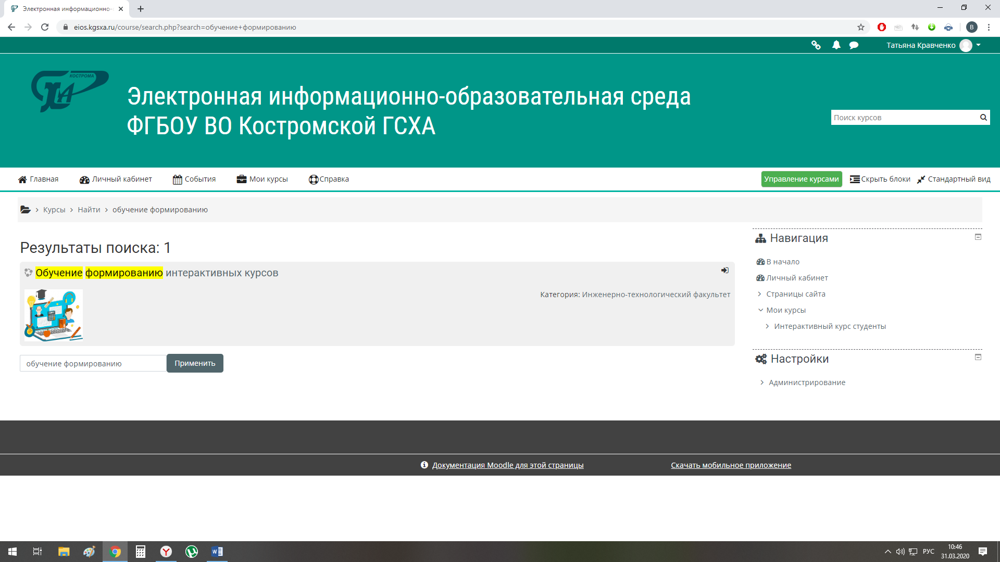 Электронная информационно-
eios.kgsxa.ru/course/search.php?search=обучение+формированию
В
Татьяна Кравченко
КОСТРОМА
Электронная информационно-образовательная среда
ФГБОУ ВО Костромской ГСХА
Поиск курсов
Главная
Личный кабинет
События
Мои курсы
Справка
Управление курсами
Скрыть блоки
Стандартный вид
Курсы
Найти
обучение формированию
Результаты поиска: 1
Обучение формированию интерактивных курсов
Категория: Инженерно-технологический факультет
обучение формированию
Применить
Навигация
В начало
Личный кабинет
Страницы сайта
Мои курсы
Интерактивный курс студенты
Настройки
Администрирование
Документация Moodle для этой страницы
Скачать мобильное приложение
РУС
10:46
31.03.2020